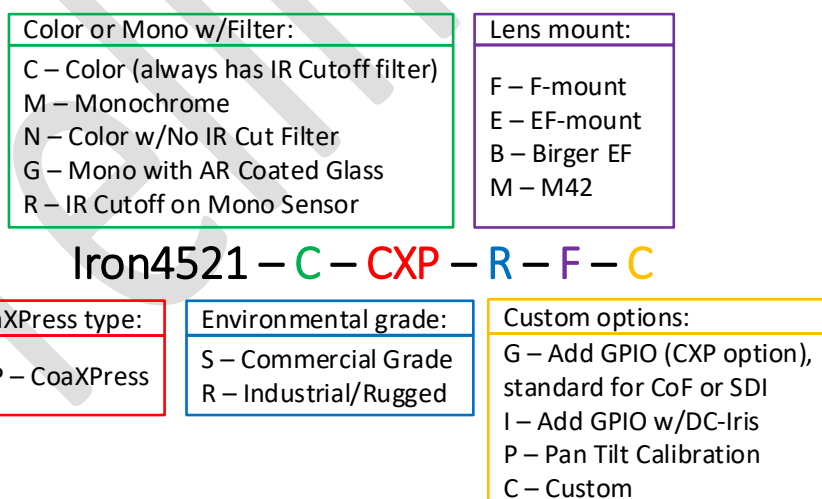 Color or Mono w/Filter:
C – Color (always has IR Cutoff filter)
M – Monochrome
N – Color w/No IR Cut Filter
G – Mono with AR Coated Glass
R – IR Cutoff on Mono Sensor
Lens mount:
F – F-mount
E – EF-mount
B – Birger EF
M – M42
Iron4521 – C – CXP – R – F – C
aXPress type:
P – CoaXPress
Environmental grade:
S – Commercial Grade
R – Industrial/Rugged
Custom options:
G – Add GPIO (CXP option),
standard for CoF or SDI
I – Add GPIO w/DC-Iris
P – Pan Tilt Calibration
C – Custom